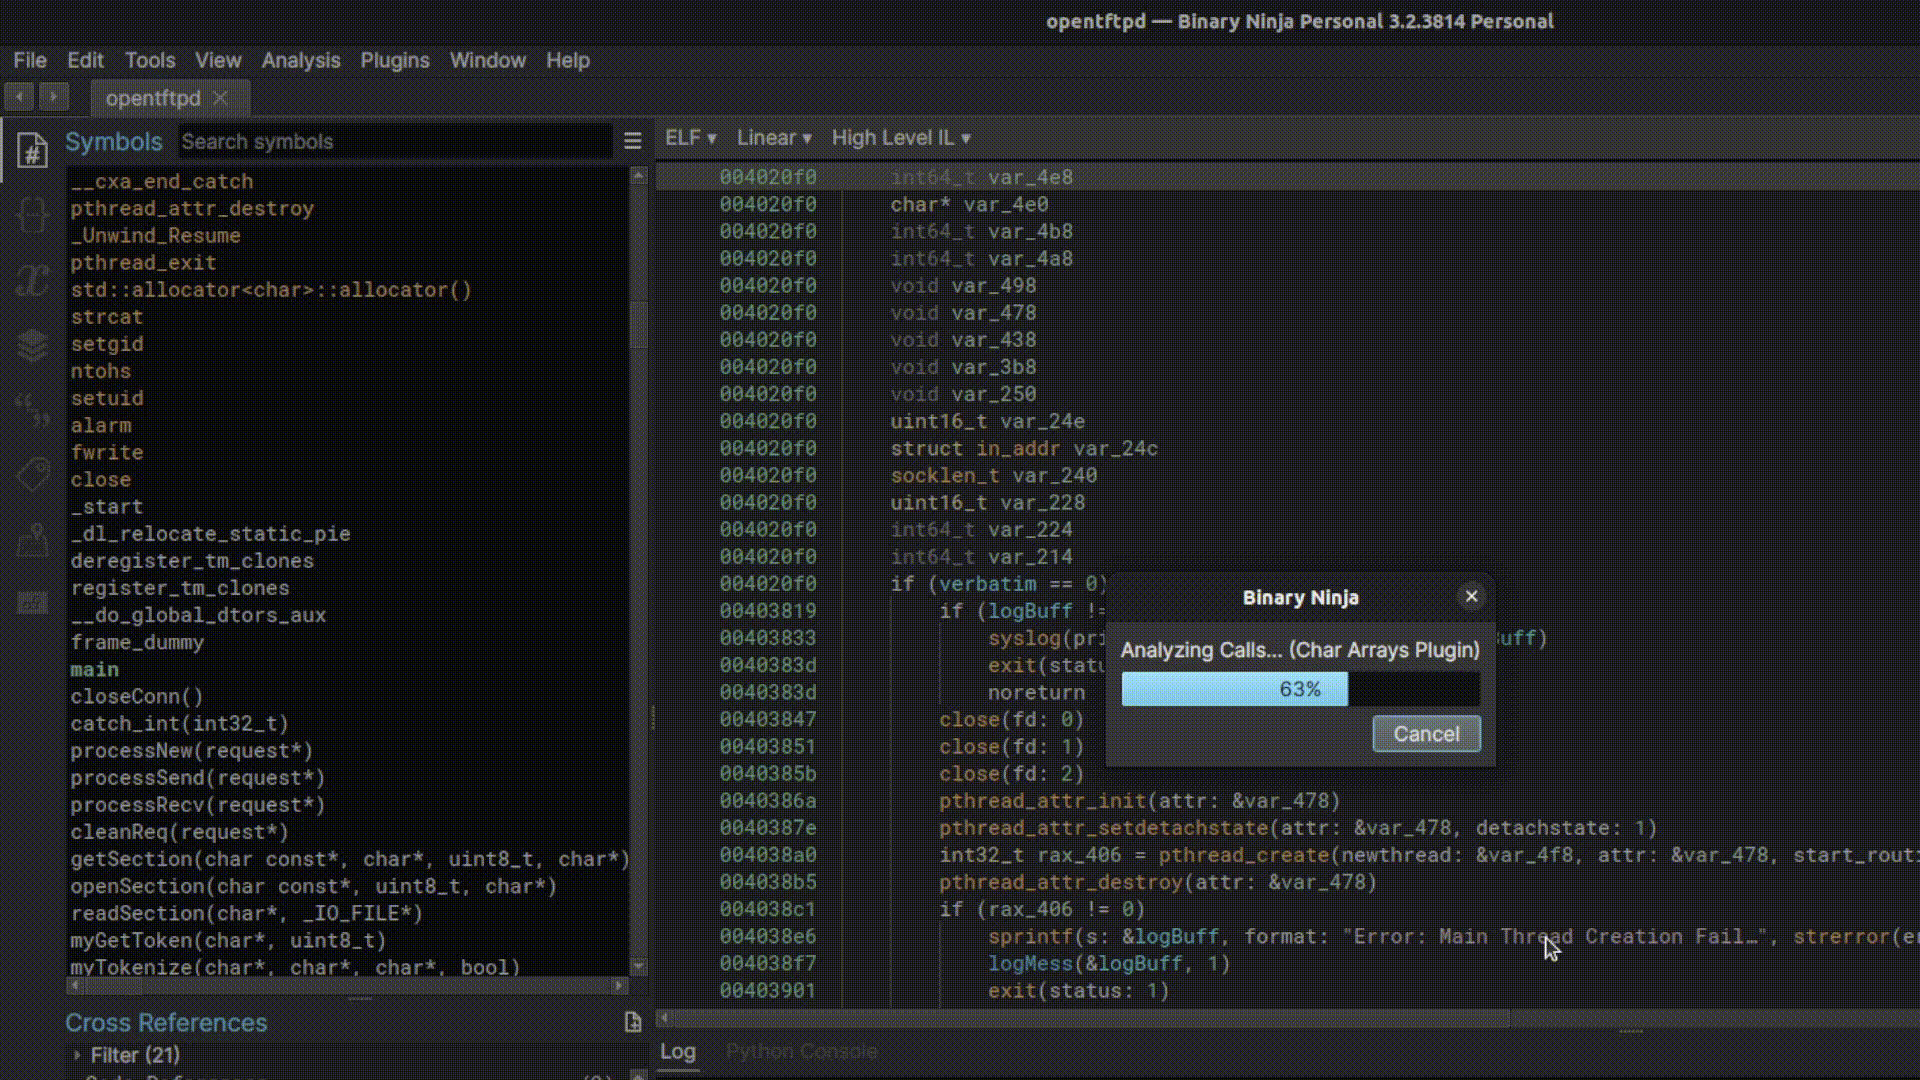 opentftpd — Binary Ninja Personal 3.2.3814 Personal
File Edit Tools View Analysis Plugins Window Help
opentftpd
Symbols
Search symbols
__cxa_end_catch
pthread_attr_destroy
_Unwind_Resume
pthread_exit
std::allocator<char>::allocator()
strcat
setgid
ntohs
setuid
alarm
fwrite
close
_start
_dl_relocate_static_pie
deregister_tm_clones
register_tm_clones
__do_global_dtors_aux
frame_dummy
main
closeConn()
catch_int(int32_t)
processNew(request*)
processSend(request*)
processRecv(request*)
cleanReq(request*)
getSection(char const*, char*, uint8_t, char*)
openSection(char const*, uint8_t, char*)
readSection(char*, _IO_FILE*)
myGetToken(char*, uint8_t)
myTokenize(char*, char*, char*, bool)
Cross References
Filter (21)
ELF ▾ Linear ▾ High Level IL ▾
004020f0 int64_t var_4e8
004020f0 char* var_4e0
004020f0 int64_t var_4b8
004020f0 int64_t var_4a8
004020f0 void var_498
004020f0 void var_478
004020f0 void var_438
004020f0 void var_3b8
004020f0 void var_250
004020f0 uint16_t var_24e
004020f0 struct in_addr var_24c
004020f0 socklen_t var_240
004020f0 uint16_t var_228
004020f0 int64_t var_224
004020f0 int64_t var_214
004020f0 if (verbatim == 0)
00403819 if (logBuff !=
00403833 syslog(pri uff)
0040383d exit(statu
0040383d noreturn
00403847 close(fd: 0)
00403851 close(fd: 1)
0040385b close(fd: 2)
0040386a pthread_attr_init(attr: &var_478)
0040387e pthread_attr_setdetachstate(attr: &var_478, detachstate: 1)
004038a0 int32_t rax_406 = pthread_create(newthread: &var_4f8, attr: &var_478, start_routi
004038b5 pthread_attr_destroy(attr: &var_478)
004038c1 if (rax_406 != 0)
004038e6 sprintf(s: &logBuff, format: "Error: Main Thread Creation Fail…", strerror(er
004038f7 logMess(&logBuff, 1)
00403901 exit(status: 1)
Binary Ninja
Analyzing Calls... (Char Arrays Plugin)
63%
Cancel
Log Python Console